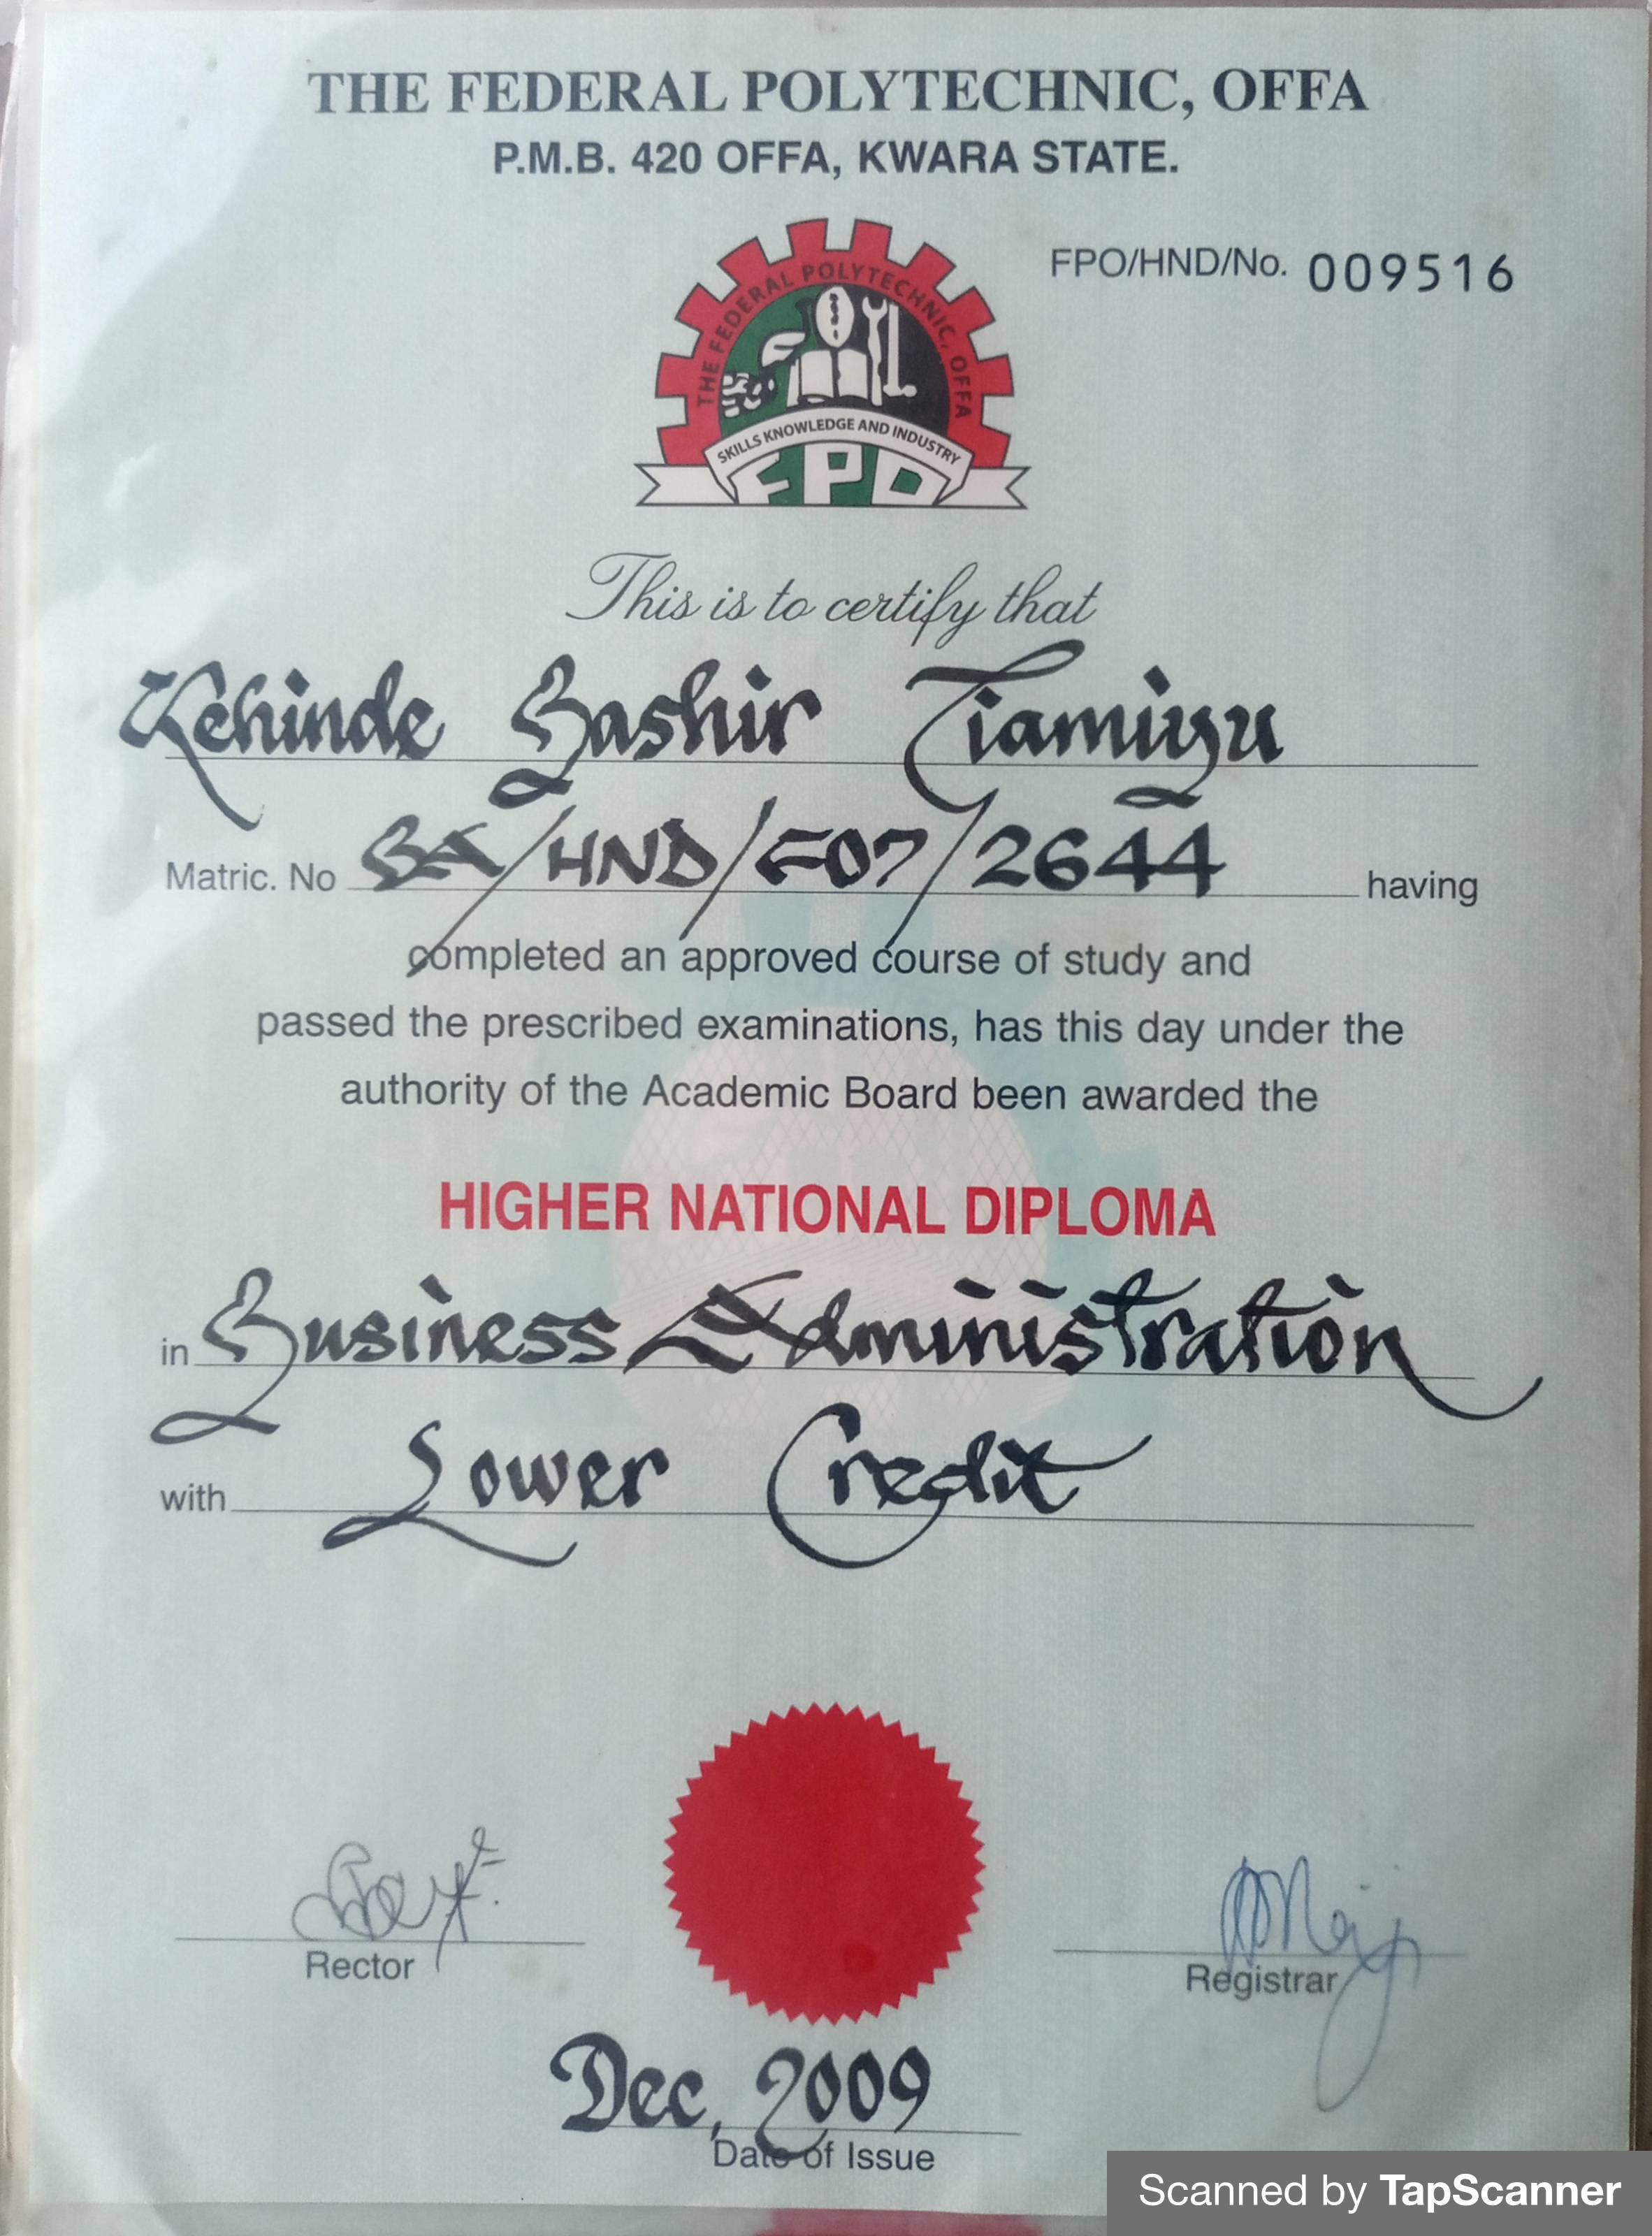 THE FEDERAL POLYTECHNIC, OFFA
P.M.B. 420 OFFA, KWARA STATE.
FPO/HND/No. 009516
THE FEDERAL POLYTECHNIC, OFFA
SKILLS KNOWLEDGE AND INDUSTRY
FPO
This is to certify that
Kehinde Bashir Tiamiyu
Matric. No BA/HND/F07/2644 having
completed an approved course of study and
passed the prescribed examinations, has this day under the
authority of the Academic Board been awarded the
HIGHER NATIONAL DIPLOMA
in Business Administration
with Lower Credit
Rector
Registrar
Dec, 2009
Date of Issue
Scanned by TapScanner